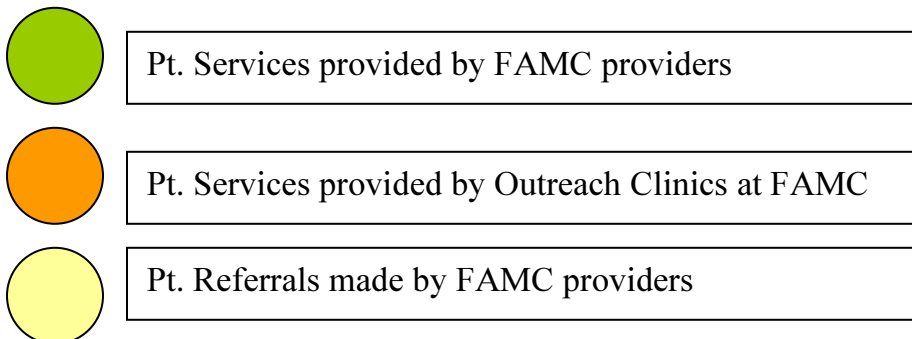 Pt. Services provided by FAMC providers
Pt. Services provided by Outreach Clinics at FAMC
Pt. Referrals made by FAMC providers